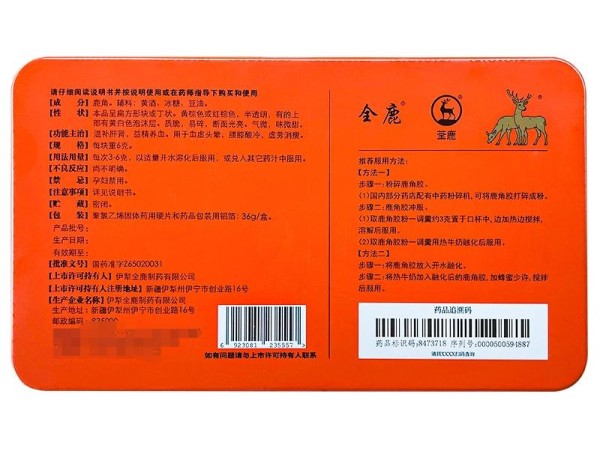 请仔细阅读说明书并按说明使用或在药师指导下购买和使用
【成 分】鹿角。辅料：黄酒、冰糖、豆油。
【性 状】本品呈扁方形块或丁状。黄棕色或红棕色，半透明，有的上
部有黄白色泡沫层。质脆，易碎，断面光亮。气微，味微甜。
【功能主治】温补肝肾，益精养血。用于血虚头晕，腰膝酸冷，虚劳消瘦。
【规 格】每块重6克。
【用法用量】每次3-6克，以适量开水溶化后服用，或兑入其它药汁中服用。
【不良反应】尚不明确。
【禁 忌】孕妇禁用。
【注意事项】详见说明书。
【贮 藏】密闭。
【包 装】聚氯乙烯固体药用硬片和药品包装用铝箔：36g/盒。
产品批号：
生产日期：
有效期至：
【批准文号】国药准字Z65020031
【上市许可持有人】伊犁全鹿制药有限公司
【上市许可持有人注册地址】新疆伊犁州伊宁市创业路16号
【生产企业名称】伊犁全鹿制药有限公司
生产地址：新疆伊犁州伊宁市创业路16号
邮政编码：835000
6 923081 235557
如有问题请与上市许可持有人联系
全鹿
荃鹿
推荐服用方法：
【方法一】
步骤一：粉碎鹿角胶。
(1)国内部分药店配有中药粉碎机，可将鹿角胶打碎成粉。
步骤二：鹿角胶冲服。
(1)取鹿角胶粉一调羹约3克置于口杯中，边加热边搅拌，
溶解后服用。
(2)取鹿角胶粉一调羹用热牛奶融化后服用。
【方法二】
步骤一：将鹿角胶放入开水融化。
步骤二：将热牛奶加入融化后的鹿角胶，加蜂蜜少许，搅拌
后服用。
药品追溯码
药品标识码:8473718 序列号:0000500594887
请找XXXX扫码查询